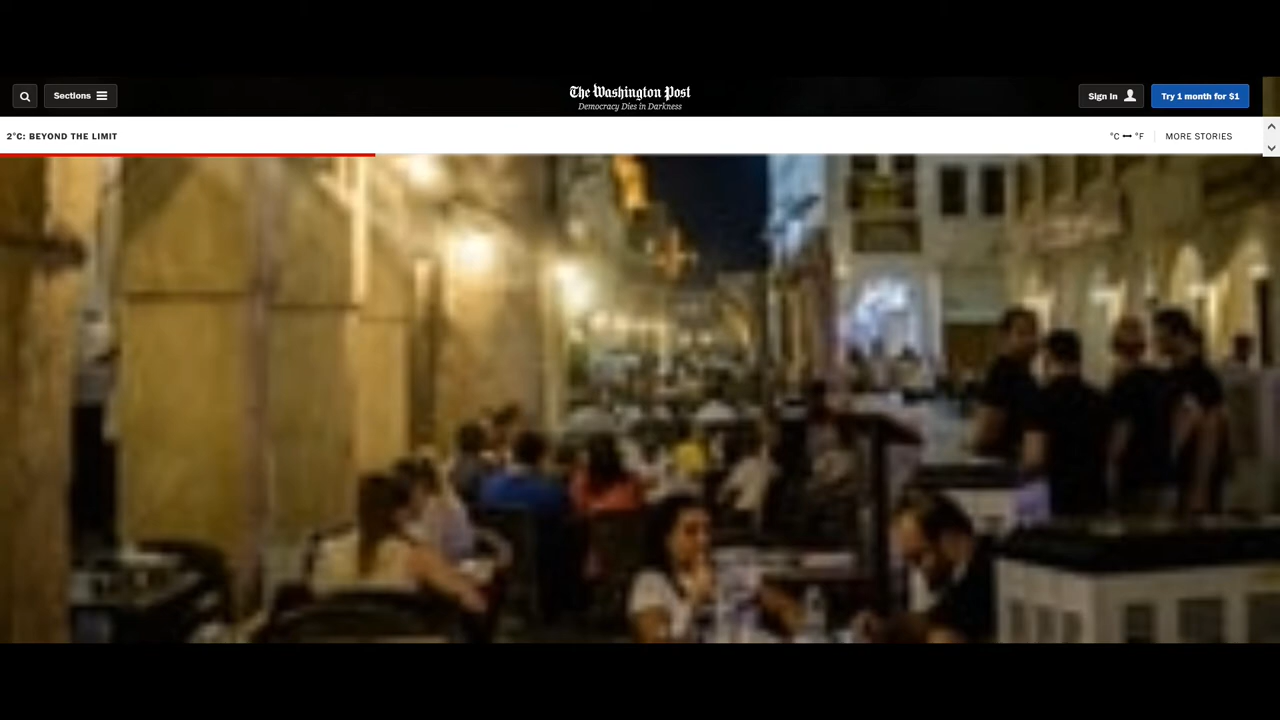 Sections
The Washington Post
Democracy Dies in Darkness
Sign In
Try 1 month for $1
2°C: BEYOND THE LIMIT
°C ↔ °F
MORE STORIES